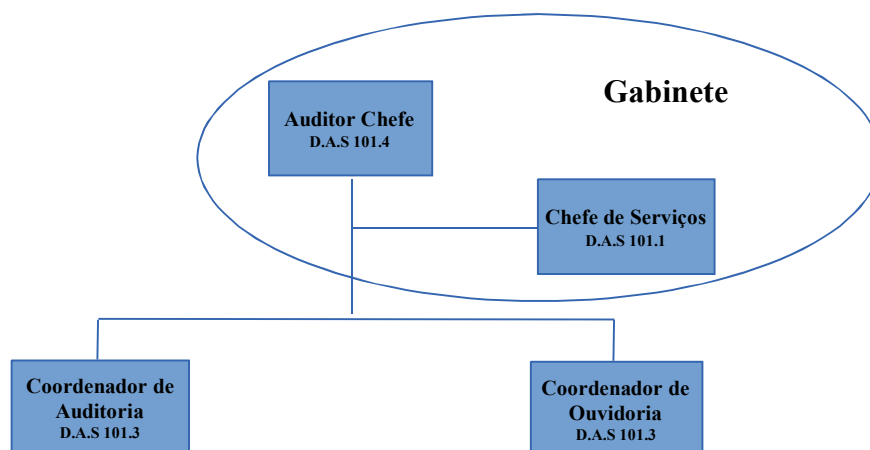 Gabinete
Auditor Chefe
D.A.S 101.4
Chefe de Serviços
D.A.S 101.1
Coordenador de
Auditoria
D.A.S 101.3
Coordenador de
Ouvidoria
D.A.S 101.3